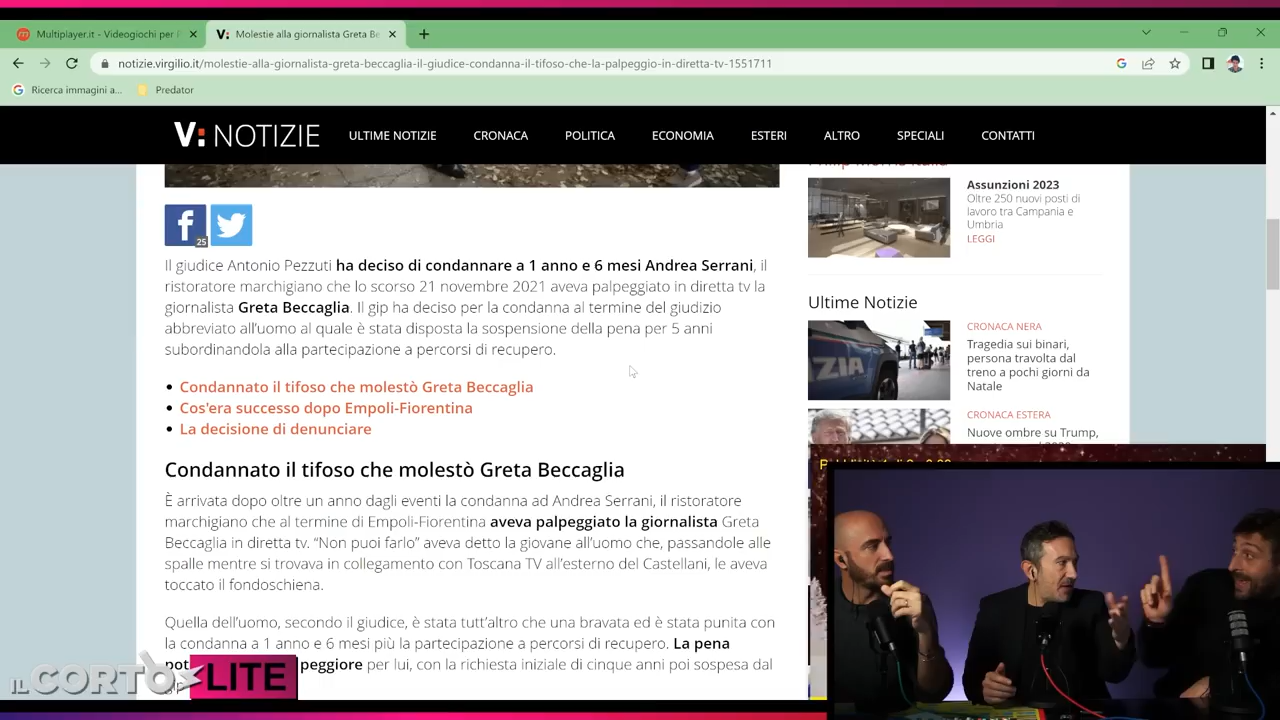 Multiplayer.it - Videogiochi per
Molestie alla giornalista Greta Be
notizie.virgilio.it/molestie-alla-giornalista-greta-beccaglia-il-giudice-condanna-il-tifoso-che-la-palpeggio-in-diretta-tv-1551711
Ricerca immagini a...
Predator
V: NOTIZIE
ULTIME NOTIZIE
CRONACA
POLITICA
ECONOMIA
ESTERI
ALTRO
SPECIALI
CONTATTI
25
Il giudice Antonio Pezzuti ha deciso di condannare a 1 anno e 6 mesi Andrea Serrani, il
ristoratore marchigiano che lo scorso 21 novembre 2021 aveva palpeggiato in diretta tv la
giornalista Greta Beccaglia. Il gip ha deciso per la condanna al termine del giudizio
abbreviato all'uomo al quale è stata disposta la sospensione della pena per 5 anni
subordinandola alla partecipazione a percorsi di recupero.
Condannato il tifoso che molestò Greta Beccaglia
Cos'era successo dopo Empoli-Fiorentina
La decisione di denunciare
Condannato il tifoso che molestò Greta Beccaglia
È arrivata dopo oltre un anno dagli eventi la condanna ad Andrea Serrani, il ristoratore
marchigiano che al termine di Empoli-Fiorentina aveva palpeggiato la giornalista Greta
Beccaglia in diretta tv. “Non puoi farlo” aveva detto la giovane all'uomo che, passandole alle
spalle mentre si trovava in collegamento con Toscana TV all'esterno del Castellani, le aveva
toccato il fondoschiena.
Quella dell'uomo, secondo il giudice, è stata tutt'altro che una bravata ed è stata punita con
la condanna a 1 anno e 6 mesi più la partecipazione a percorsi di recupero. La pena
per lui, con la richiesta iniziale di cinque anni poi sospesa dal
Assunzioni 2023
Oltre 250 nuovi posti di
lavoro tra Campania e
Umbria
LEGGI
Ultime Notizie
CRONACA NERA
Tragedia sui binari,
persona travolta dal
treno a pochi giorni da
Natale
CRONACA ESTERA
Nuove ombre su Trump,
IL CORTO LITE